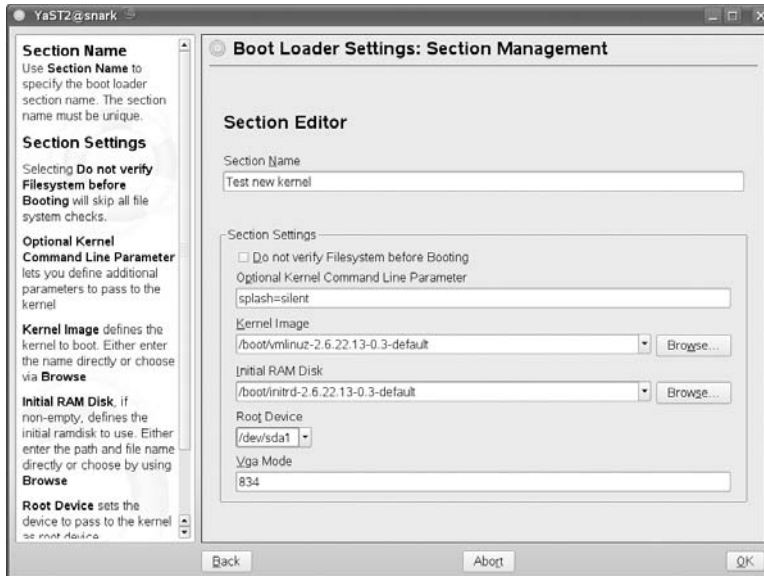 YaST2@snark
Section Name
Use Section Name to
specify the boot loader
section name. The section
name must be unique.
Section Settings
Selecting Do not verify
Filesystem before
Booting will skip all file
system checks.
Optional Kernel
Command Line Parameter
lets you define additional
parameters to pass to the
kernel
Kernel Image defines the
kernel to boot. Either enter
the name directly or choose
via Browse
Initial RAM Disk, if
non-empty, defines the
initial ramdisk to use. Either
enter the path and file name
directly or choose by using
Browse
Root Device sets the
device to pass to the kernel
as root device
Boot Loader Settings: Section Management
Section Editor
Section Name
Test new kernel
Section Settings
Do not verify Filesystem before Booting
Optional Kernel Command Line Parameter
splash=silent
Kernel Image
/boot/vmlinuz-2.6.22.13-0.3-default
Browse...
Initial RAM Disk
/boot/initrd-2.6.22.13-0.3-default
Browse...
Root Device
/dev/sda1
Vga Mode
834
Back
Abort
OK